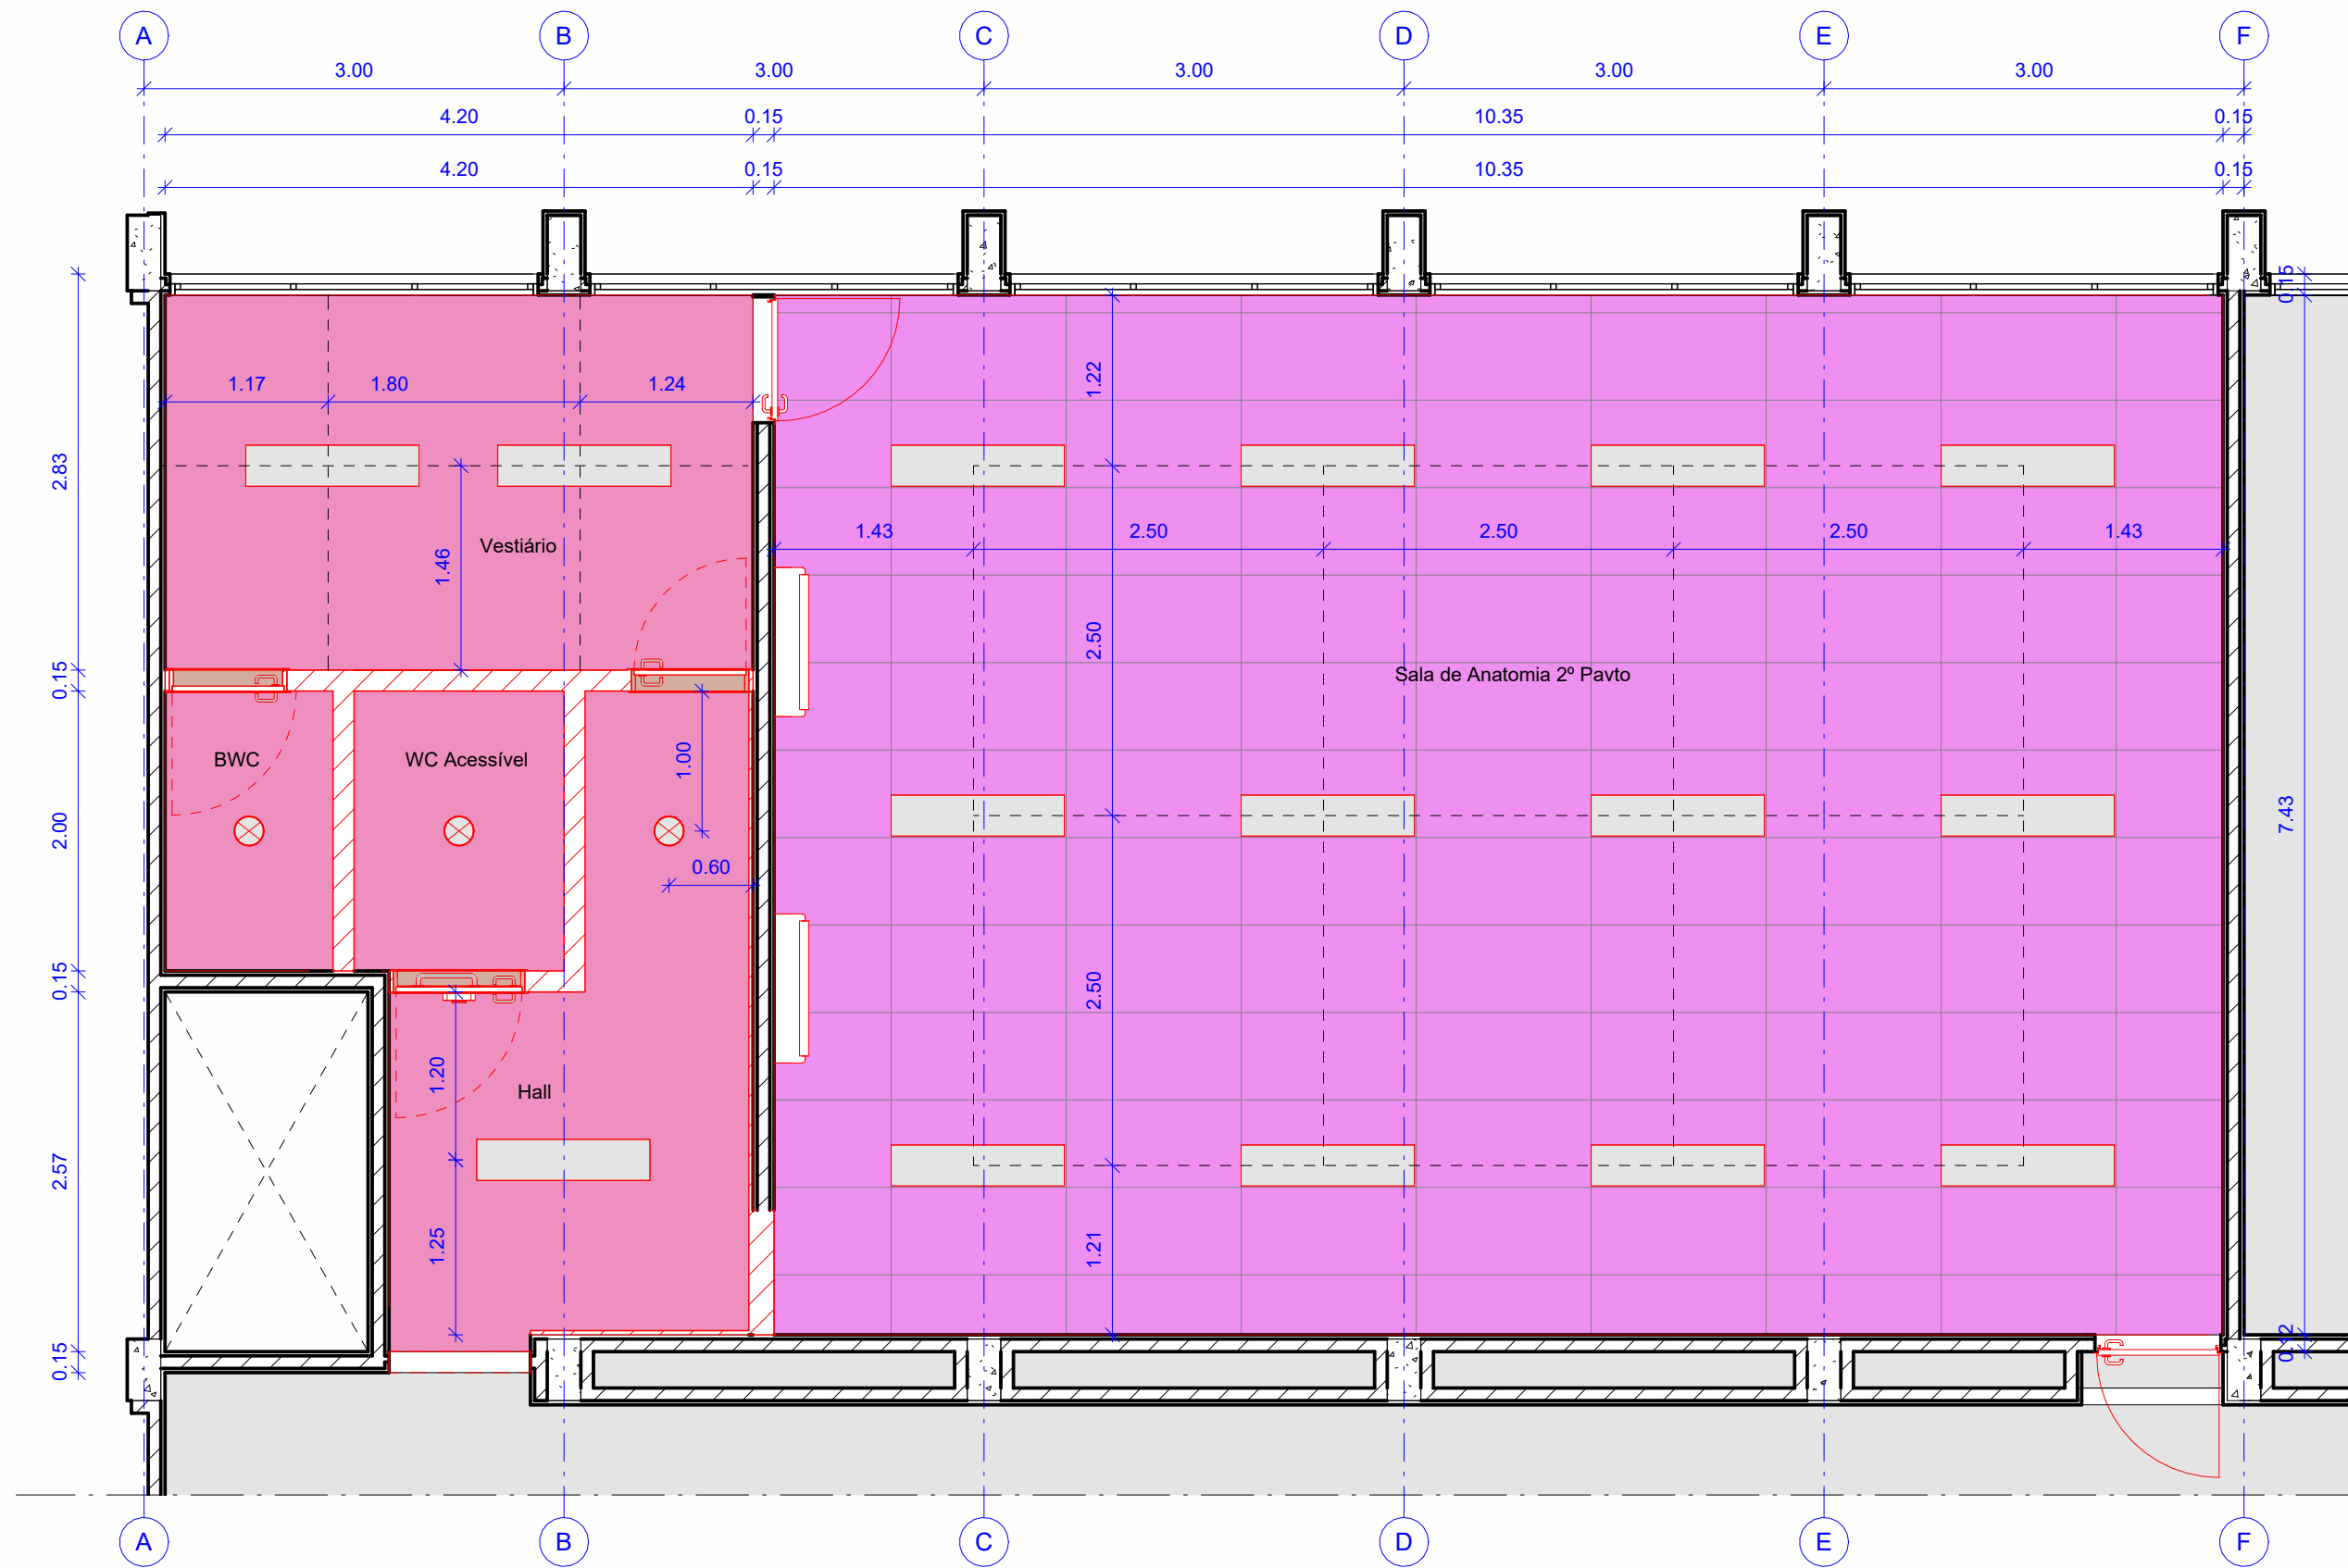 A B C D E F
3.00 3.00 3.00 3.00 3.00
4.20 0.15 10.35 0.15
4.20 0.15 10.35 0.15
0.15
1.17 1.80 1.24
1.22
2.83
1.43 2.50 2.50 2.50 1.43
Vestiário
1.46
2.50
Sala de Anatomia 2º Pavto
0.15
BWC
WC Acessível
1.00
2.00
7.43
0.60
0.15
2.50
1.20
Hall
2.57
1.25
1.21
0.15
0.12
A B C D E F